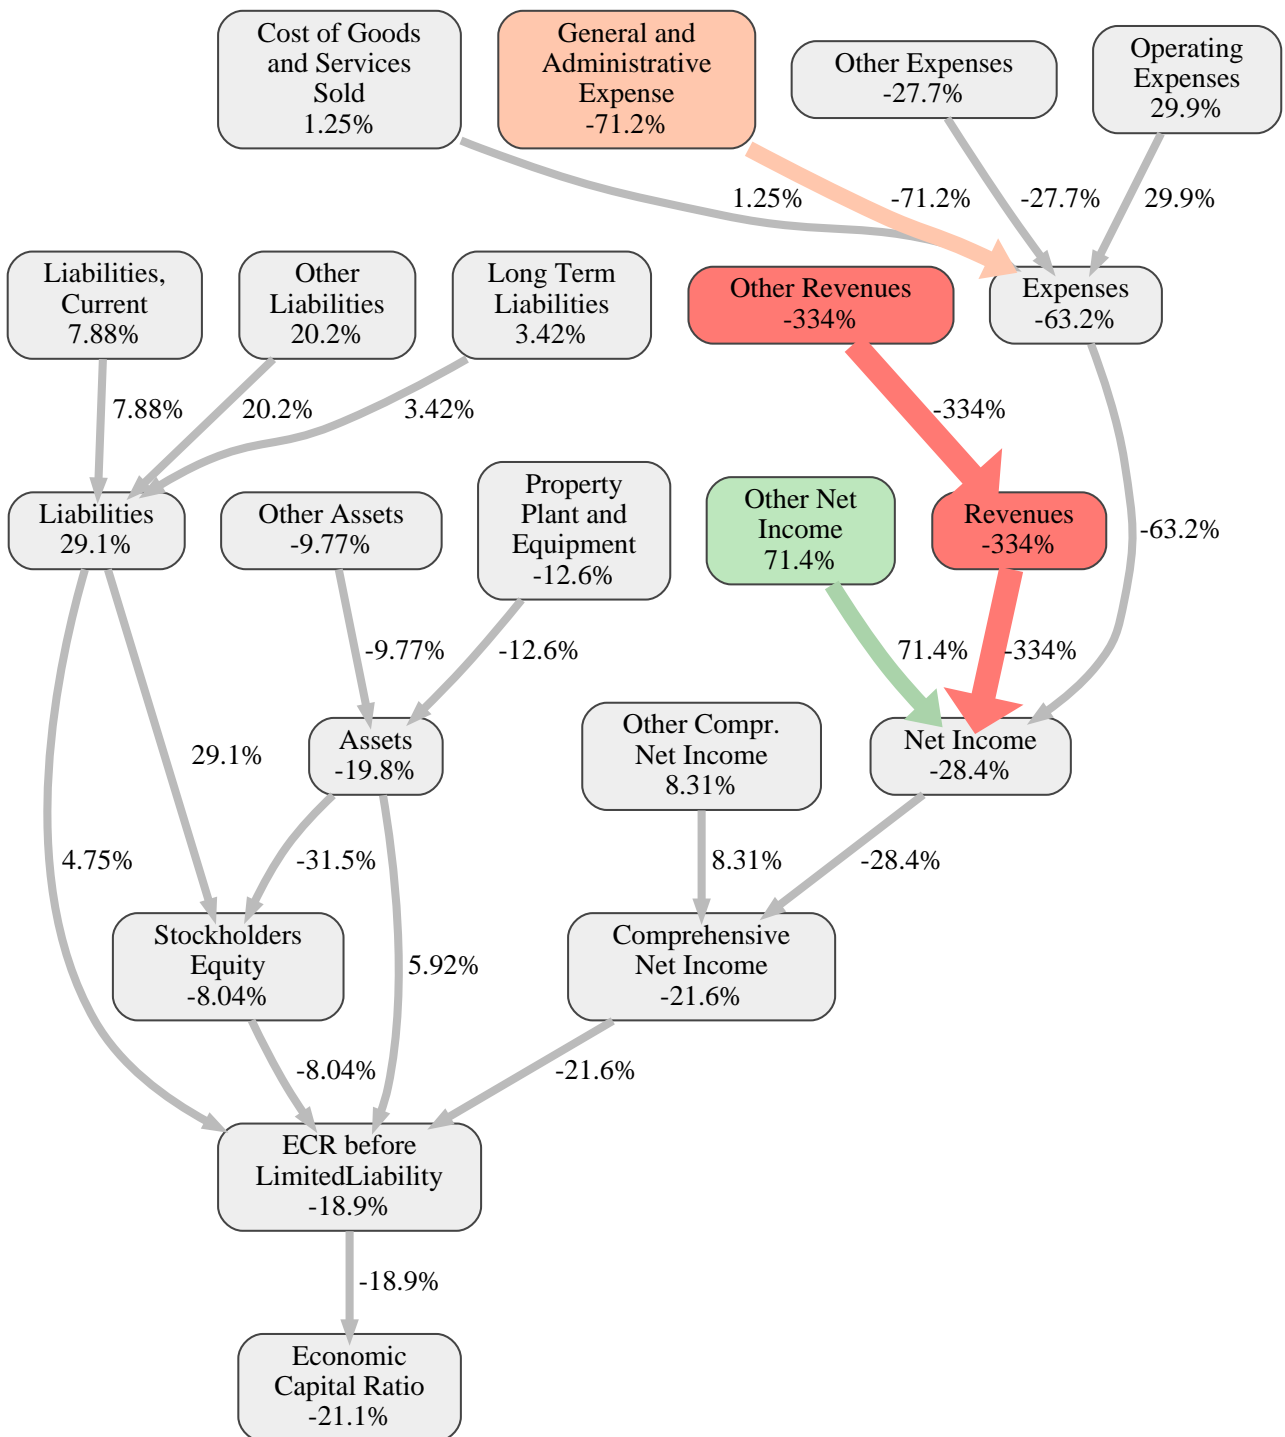 Cost of Goods
and Services
Sold
1.25%
General and
Administrative
Expense
-71.2%
Other Expenses
-27.7%
Operating
Expenses
29.9%
1.25%
-71.2%
-27.7%
29.9%
Liabilities,
Current
7.88%
Other
Liabilities
20.2%
Long Term
Liabilities
3.42%
Other Revenues
-334%
Expenses
-63.2%
7.88%
20.2%
3.42%
-334%
Liabilities
29.1%
Other Assets
-9.77%
Property
Plant and
Equipment
-12.6%
Other Net
Income
71.4%
Revenues
-334%
-63.2%
-9.77%
-12.6%
71.4%
-334%
29.1%
Assets
-19.8%
Other Compr.
Net Income
8.31%
Net Income
-28.4%
4.75%
-31.5%
8.31%
-28.4%
Stockholders
Equity
-8.04%
5.92%
Comprehensive
Net Income
-21.6%
-8.04%
-21.6%
ECR before
LimitedLiability
-18.9%
-18.9%
Economic
Capital Ratio
-21.1%